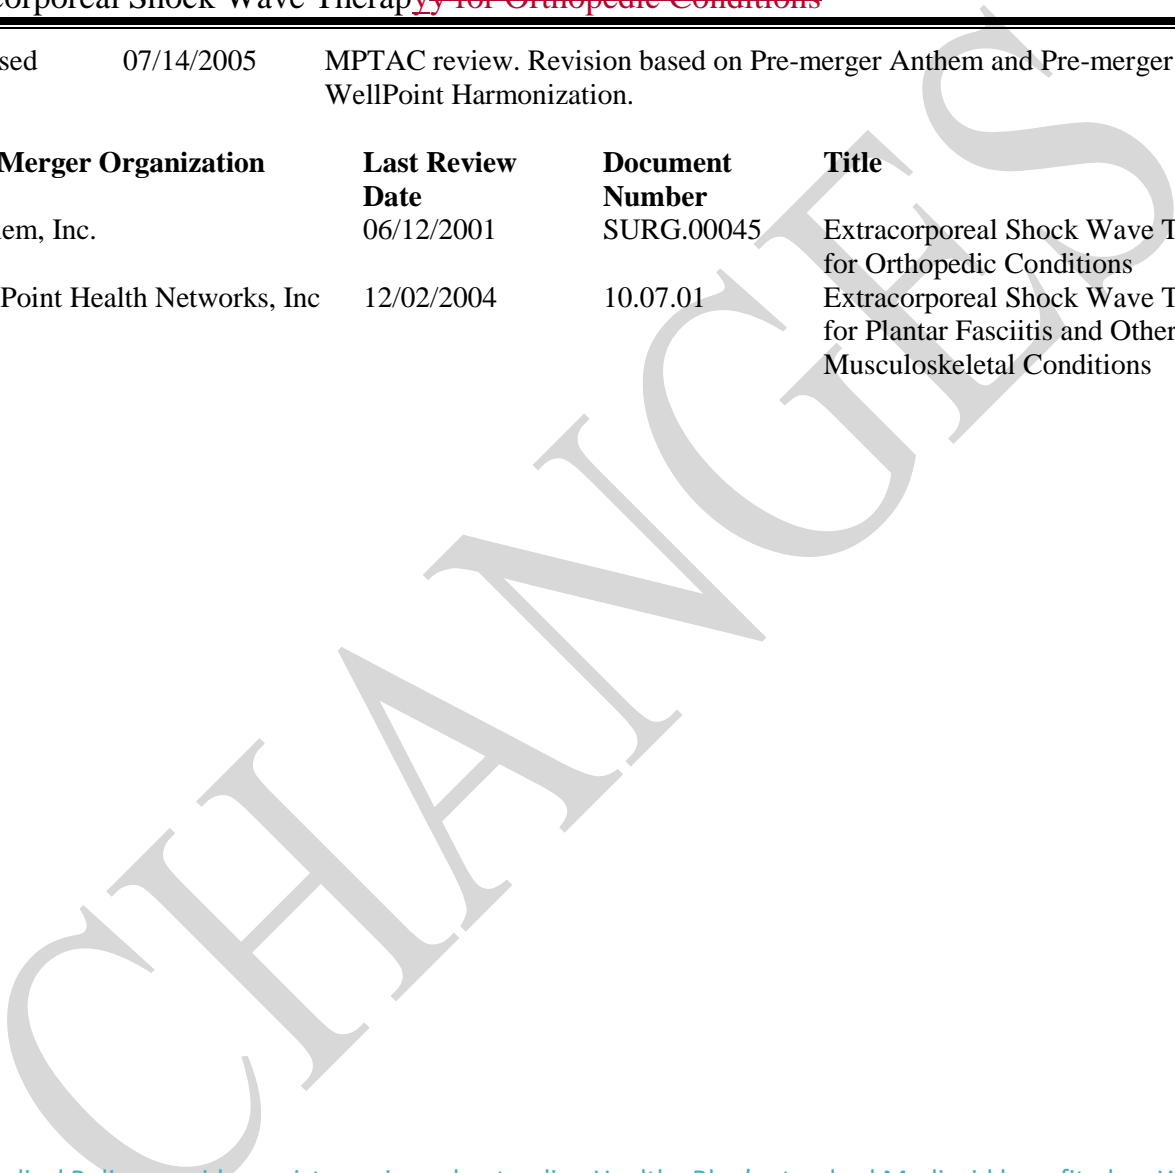 corporeal Shock Wave Therapyy for Orthopedic Conditions
sed 07/14/2005 MPTAC review. Revision based on Pre-merger Anthem and Pre-merger
WellPoint Harmonization.
Merger Organization Last Review Document Title
Date Number
em, Inc. 06/12/2001 SURG.00045 Extracorporeal Shock Wave T
for Orthopedic Conditions
Point Health Networks, Inc 12/02/2004 10.07.01 Extracorporeal Shock Wave T
for Plantar Fasciitis and Other
Musculoskeletal Conditions
CHANGES